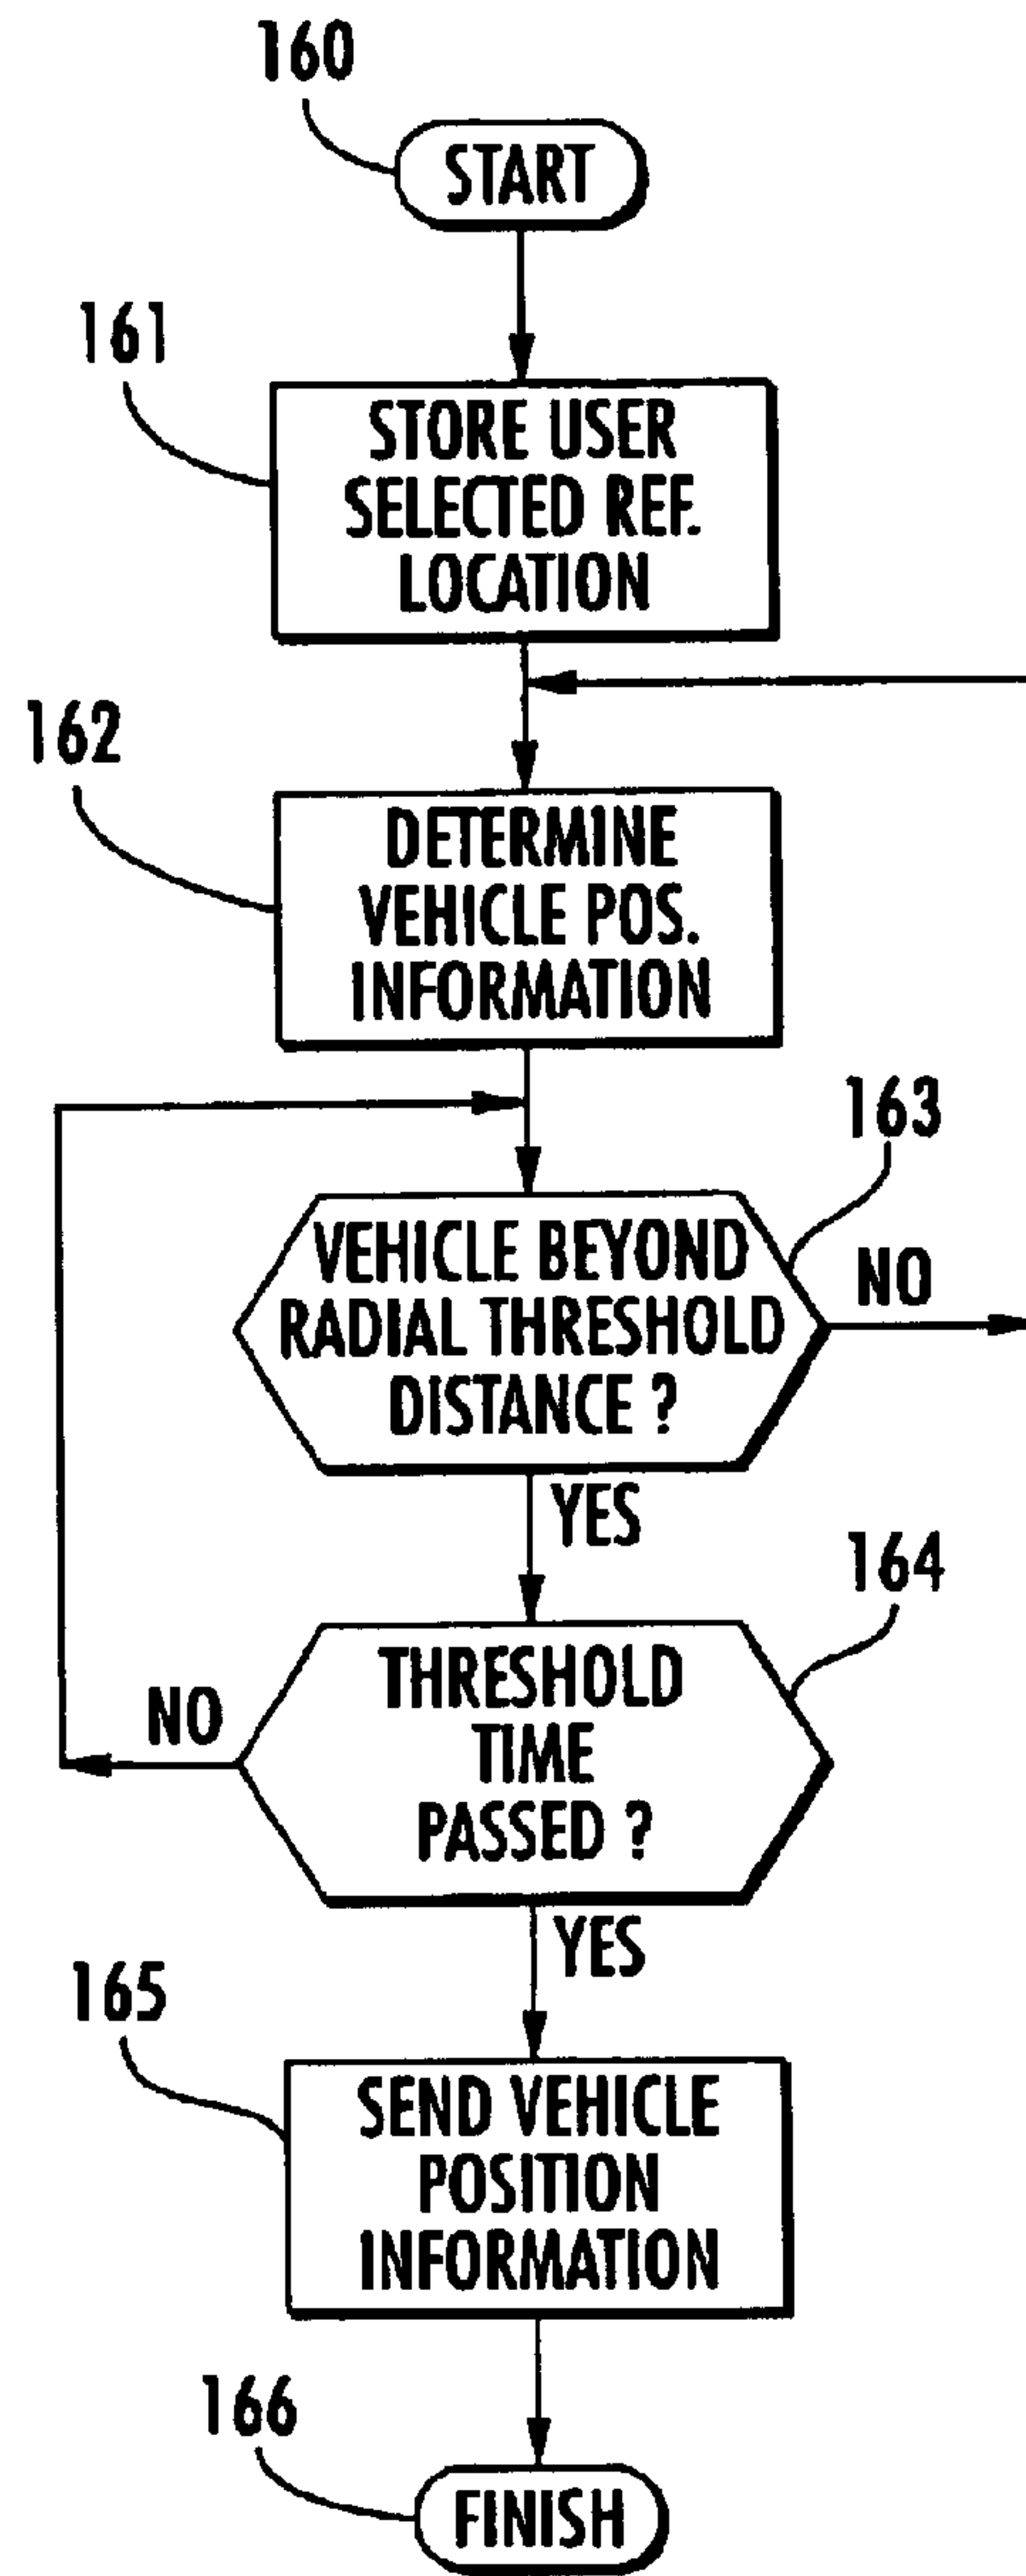 160
START
161
STORE USER
SELECTED REF.
LOCATION
162
DETERMINE
VEHICLE POS.
INFORMATION
163
VEHICLE BEYOND
RADIAL THRESHOLD
DISTANCE ?
NO
YES
164
THRESHOLD
TIME
PASSED ?
NO
YES
165
SEND VEHICLE
POSITION
INFORMATION
166
FINISH